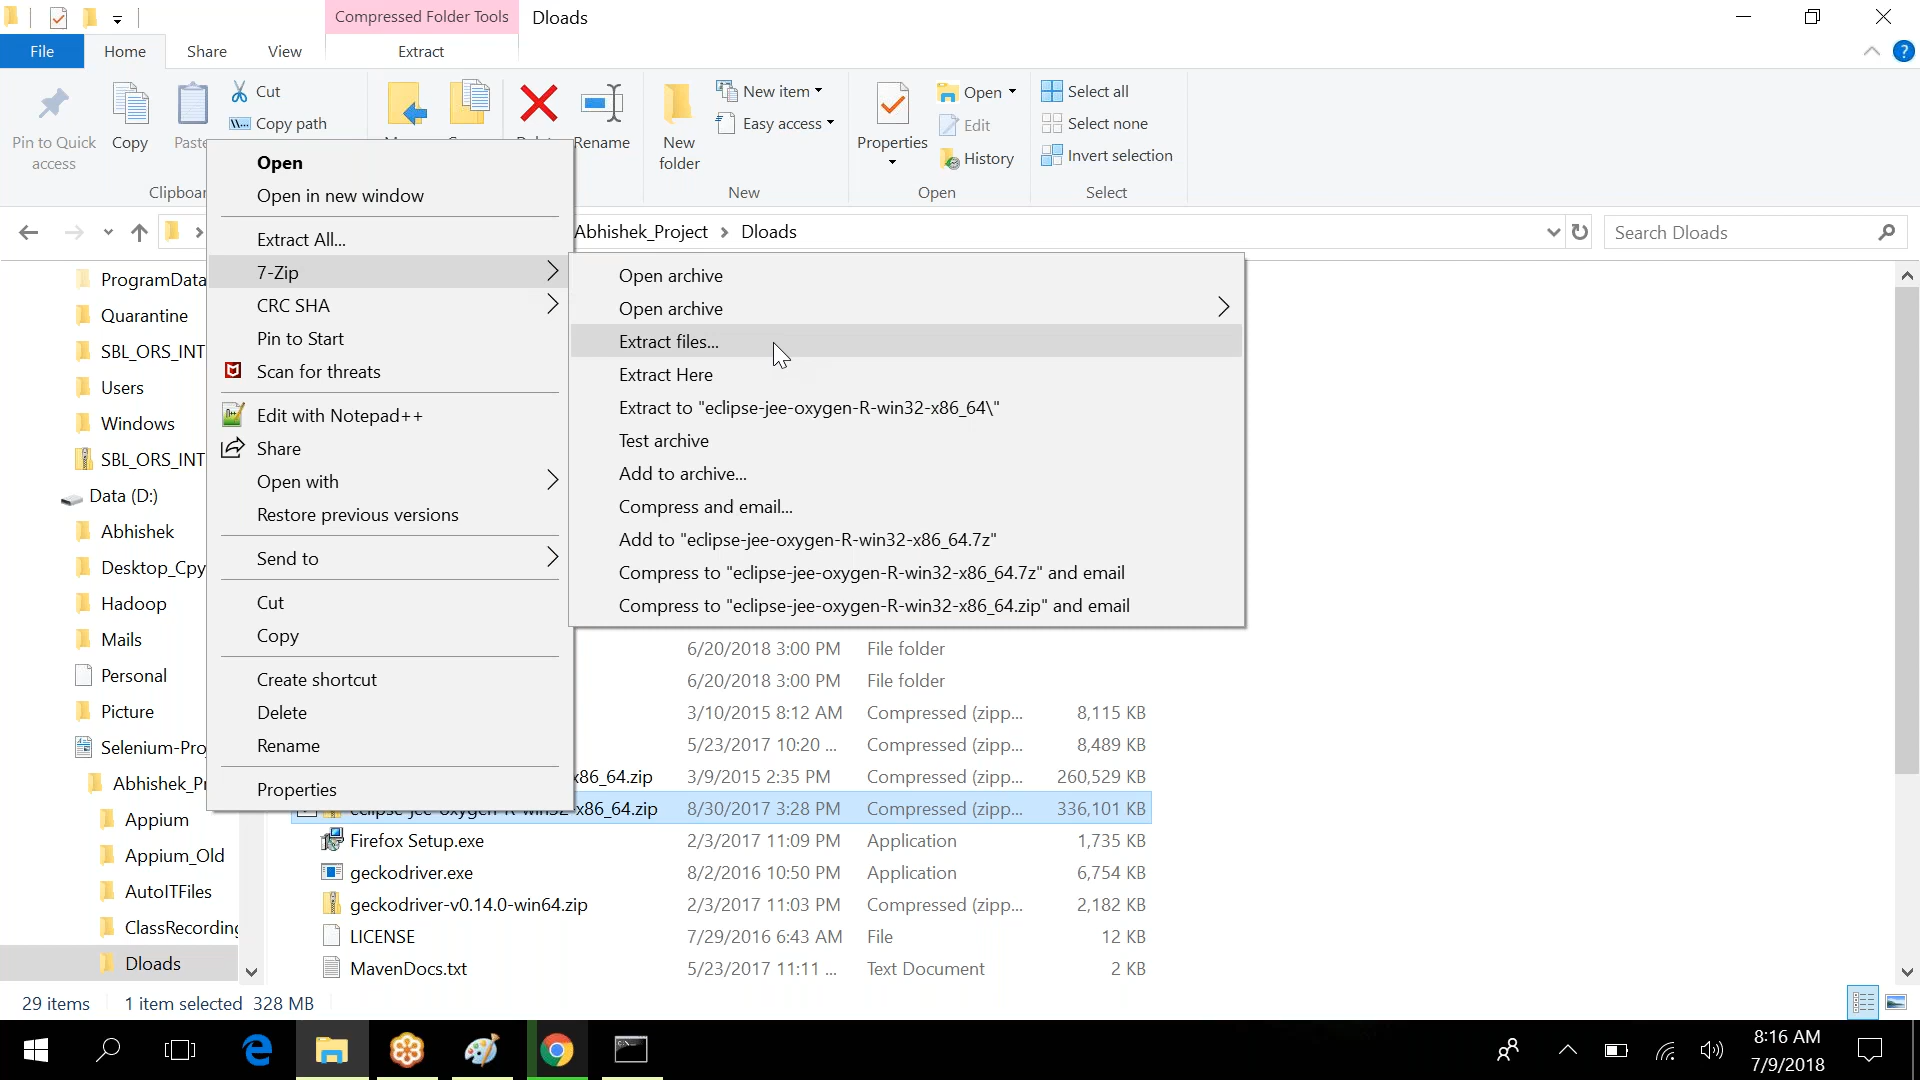 Compressed Folder Tools
Dloads
File
Home
Share
View
Extract
Pin to Quick
access
Copy
Paste
Cut
Copy path
Rename
New
folder
New item
Easy access
Properties
Open
Edit
History
Select all
Select none
Invert selection
New
Open
Select
Abhishek_Project
Dloads
Search Dloads
ProgramData
Quarantine
SBL_ORS_INT
Users
Windows
SBL_ORS_INT
Data (D:)
Abhishek
Desktop_Cpy
Hadoop
Mails
Personal
Picture
Selenium-Pro
Abhishek_Pr
Appium
Appium_Old
AutoITFiles
ClassRecording
Dloads
Open
Open in new window
Extract All...
7-Zip
CRC SHA
Pin to Start
Scan for threats
Edit with Notepad++
Share
Open with
Restore previous versions
Send to
Cut
Copy
Create shortcut
Delete
Rename
Properties
Open archive
Open archive
Extract files...
Extract Here
Extract to "eclipse-jee-oxygen-R-win32-x86_64\"
Test archive
Add to archive...
Compress and email...
Add to "eclipse-jee-oxygen-R-win32-x86_64.7z"
Compress to "eclipse-jee-oxygen-R-win32-x86_64.7z" and email
Compress to "eclipse-jee-oxygen-R-win32-x86_64.zip" and email
6/20/2018 3:00 PM File folder
6/20/2018 3:00 PM File folder
3/10/2015 8:12 AM Compressed (zipp... 8,115 KB
5/23/2017 10:20 ... Compressed (zipp... 8,489 KB
x86_64.zip 3/9/2015 2:35 PM Compressed (zipp... 260,529 KB
eclipse-jee-oxygen-R-win32-x86_64.zip 8/30/2017 3:28 PM Compressed (zipp... 336,101 KB
Firefox Setup.exe 2/3/2017 11:09 PM Application 1,735 KB
geckodriver.exe 8/2/2016 10:50 PM Application 6,754 KB
geckodriver-v0.14.0-win64.zip 2/3/2017 11:03 PM Compressed (zipp... 2,182 KB
LICENSE 7/29/2016 6:43 AM File 12 KB
MavenDocs.txt 5/23/2017 11:11 ... Text Document 2 KB
29 items 1 item selected 328 MB
8:16 AM
7/9/2018